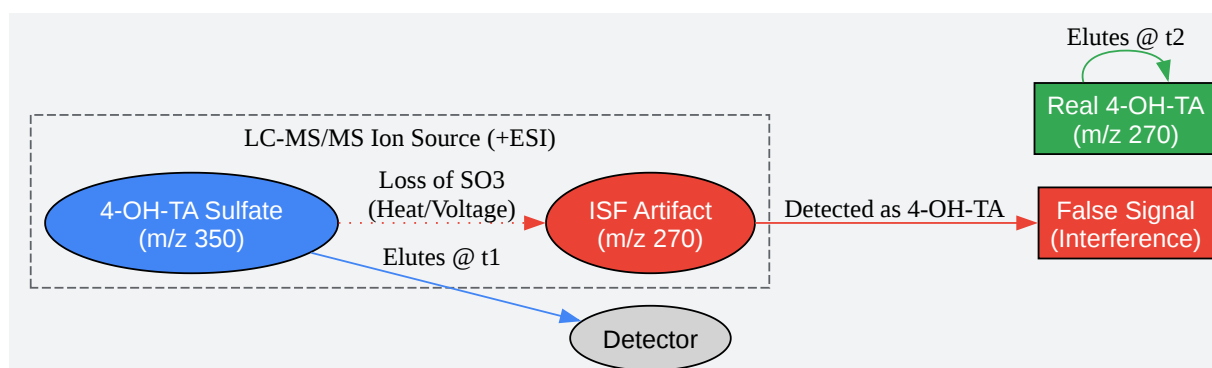 Elutes @ t2
Real 4-OH-TA
(m/z 270)
LC-MS/MS Ion Source (+ESI)
4-OH-TA Sulfate
(m/z 350)
Loss of SO3
(Heat/Voltage)
ISF Artifact
(m/z 270)
Detected as 4-OH-TA
False Signal
(Interference)
Elutes @ t1
Detector